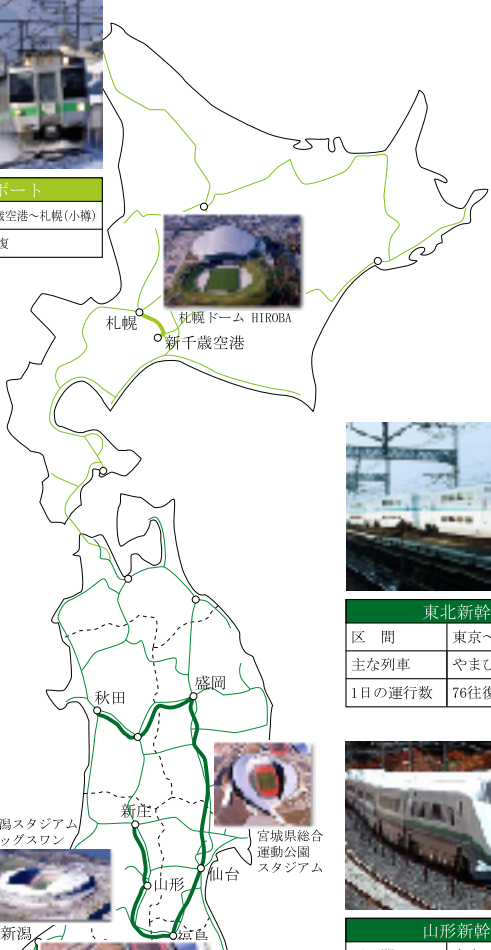 ポート
歳空港～札幌(小樽)
復
札幌ドーム HIROBA
札幌
新千歳空港
東北新幹
区 間
東京～
主な列車
やまび
1日の運行数
76往復
盛岡
秋田
新庄
宮城県総合
運動公園
スタジアム
潟スタジアム
ッグスワン
仙台
山形
新潟
福島
山形新幹